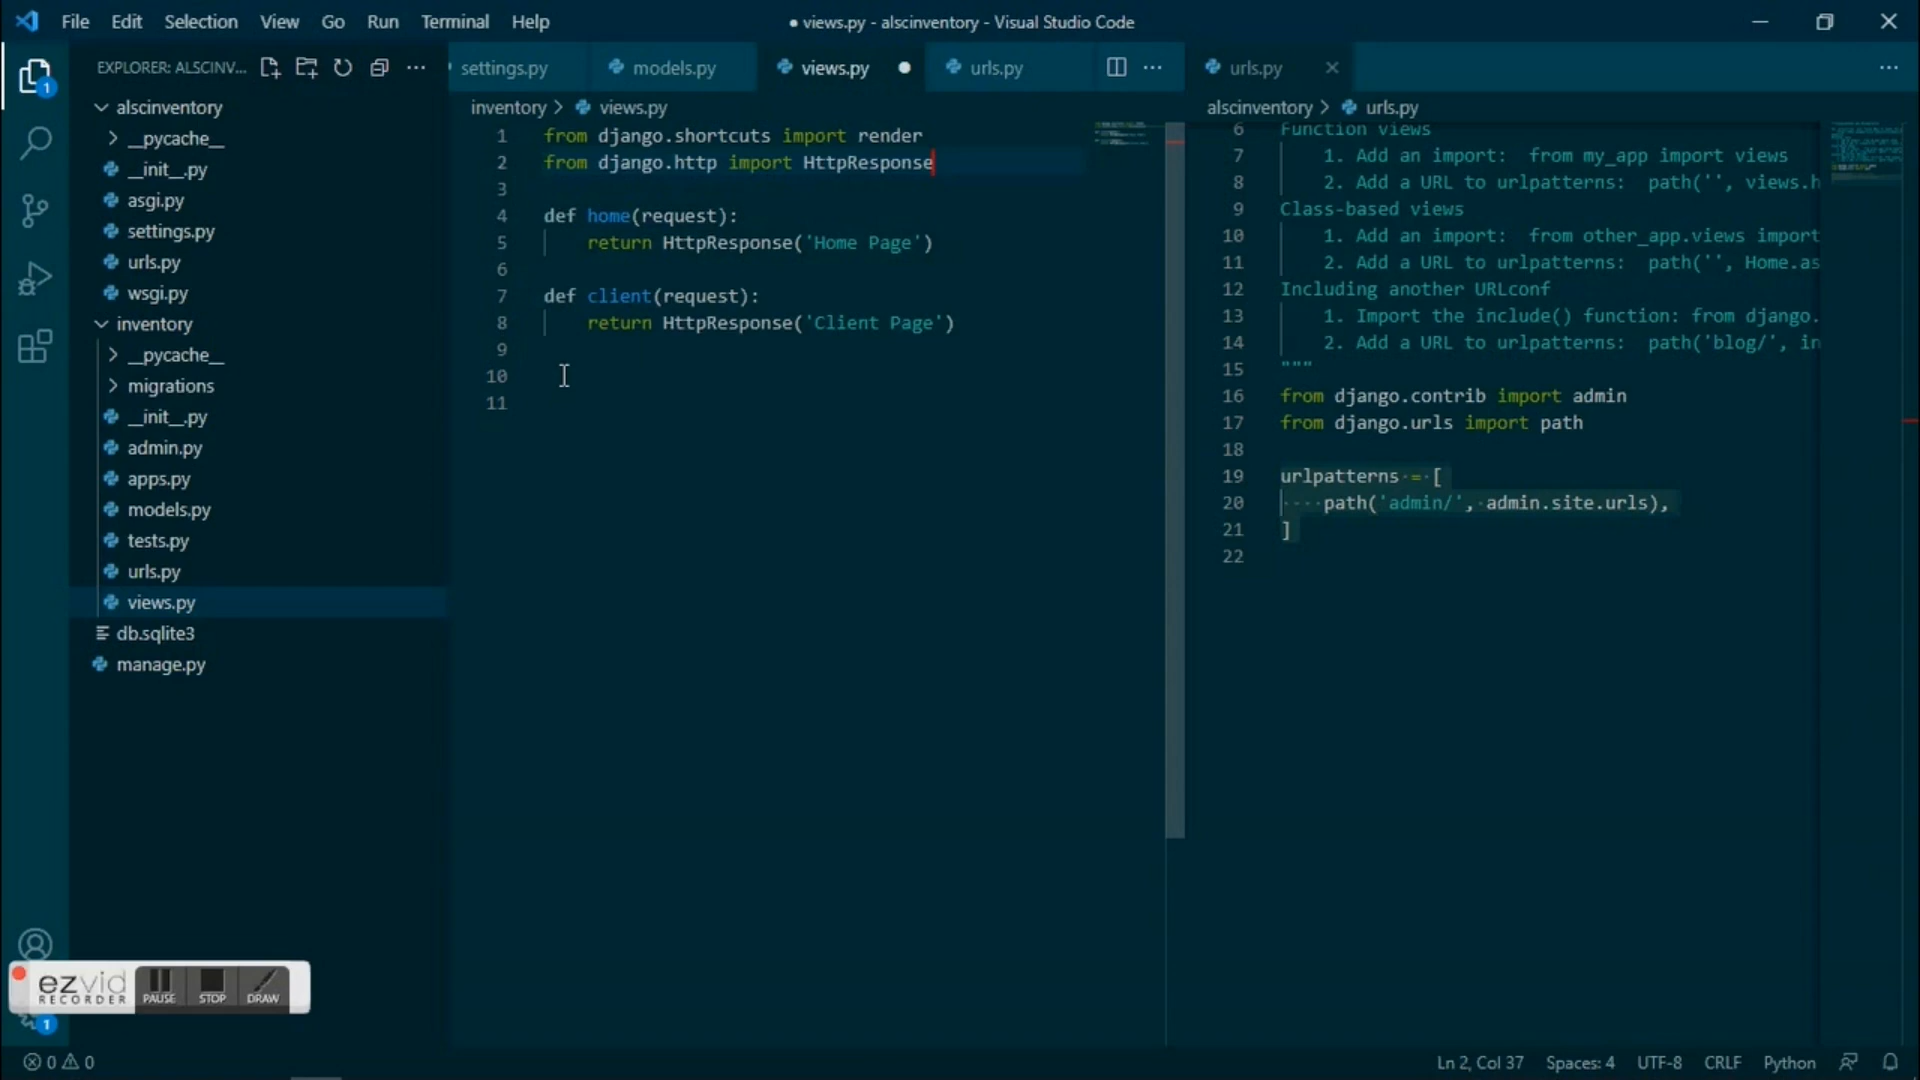 File Edit Selection View Go Run Terminal Help
● views.py - alscinventory - Visual Studio Code
EXPLORER: ALSCINV...
alscinventory
__pycache__
__init__.py
asgi.py
settings.py
urls.py
wsgi.py
inventory
__pycache__
migrations
__init__.py
admin.py
apps.py
models.py
tests.py
urls.py
views.py
db.sqlite3
manage.py
settings.py models.py views.py urls.py
inventory > views.py
1 from django.shortcuts import render
2 from django.http import HttpResponse
3
4 def home(request):
5 return HttpResponse('Home Page')
6
7 def client(request):
8 return HttpResponse('Client Page')
9
10
11
urls.py
alscinventory > urls.py
6 Function views
7 1. Add an import: from my_app import views
8 2. Add a URL to urlpatterns: path('', views.h
9 Class-based views
10 1. Add an import: from other_app.views import
11 2. Add a URL to urlpatterns: path('', Home.as
12 Including another URLconf
13 1. Import the include() function: from django.
14 2. Add a URL to urlpatterns: path('blog/', in
15 """
16 from django.contrib import admin
17 from django.urls import path
18
19 urlpatterns = [
20 path('admin/', admin.site.urls),
21 ]
22
1
ezvid
RECORDER
PAUSE STOP DRAW
1
0 0
Ln 2, Col 37 Spaces: 4 UTF-8 CRLF Python